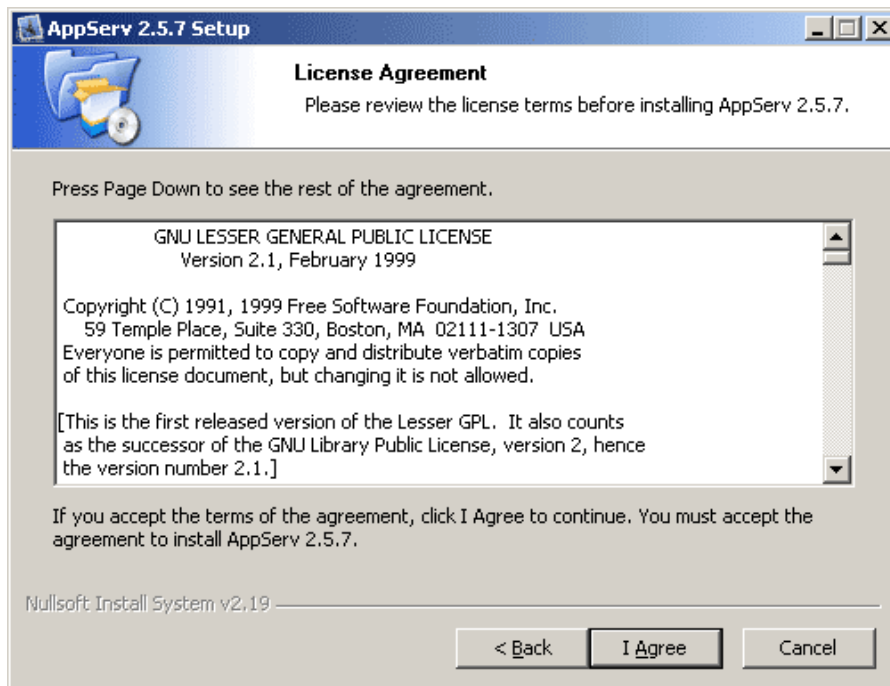 AppServ 2.5.7 Setup
License Agreement
Please review the license terms before installing AppServ 2.5.7.
Press Page Down to see the rest of the agreement.
GNU LESSER GENERAL PUBLIC LICENSE
Version 2.1, February 1999
Copyright (C) 1991, 1999 Free Software Foundation, Inc.
59 Temple Place, Suite 330, Boston, MA  02111-1307  USA
Everyone is permitted to copy and distribute verbatim copies
of this license document, but changing it is not allowed.
[This is the first released version of the Lesser GPL.  It also counts
as the successor of the GNU Library Public License, version 2, hence
the version number 2.1.]
If you accept the terms of the agreement, click I Agree to continue. You must accept the
agreement to install AppServ 2.5.7.
Nullsoft Install System v2.19
< Back
I Agree
Cancel